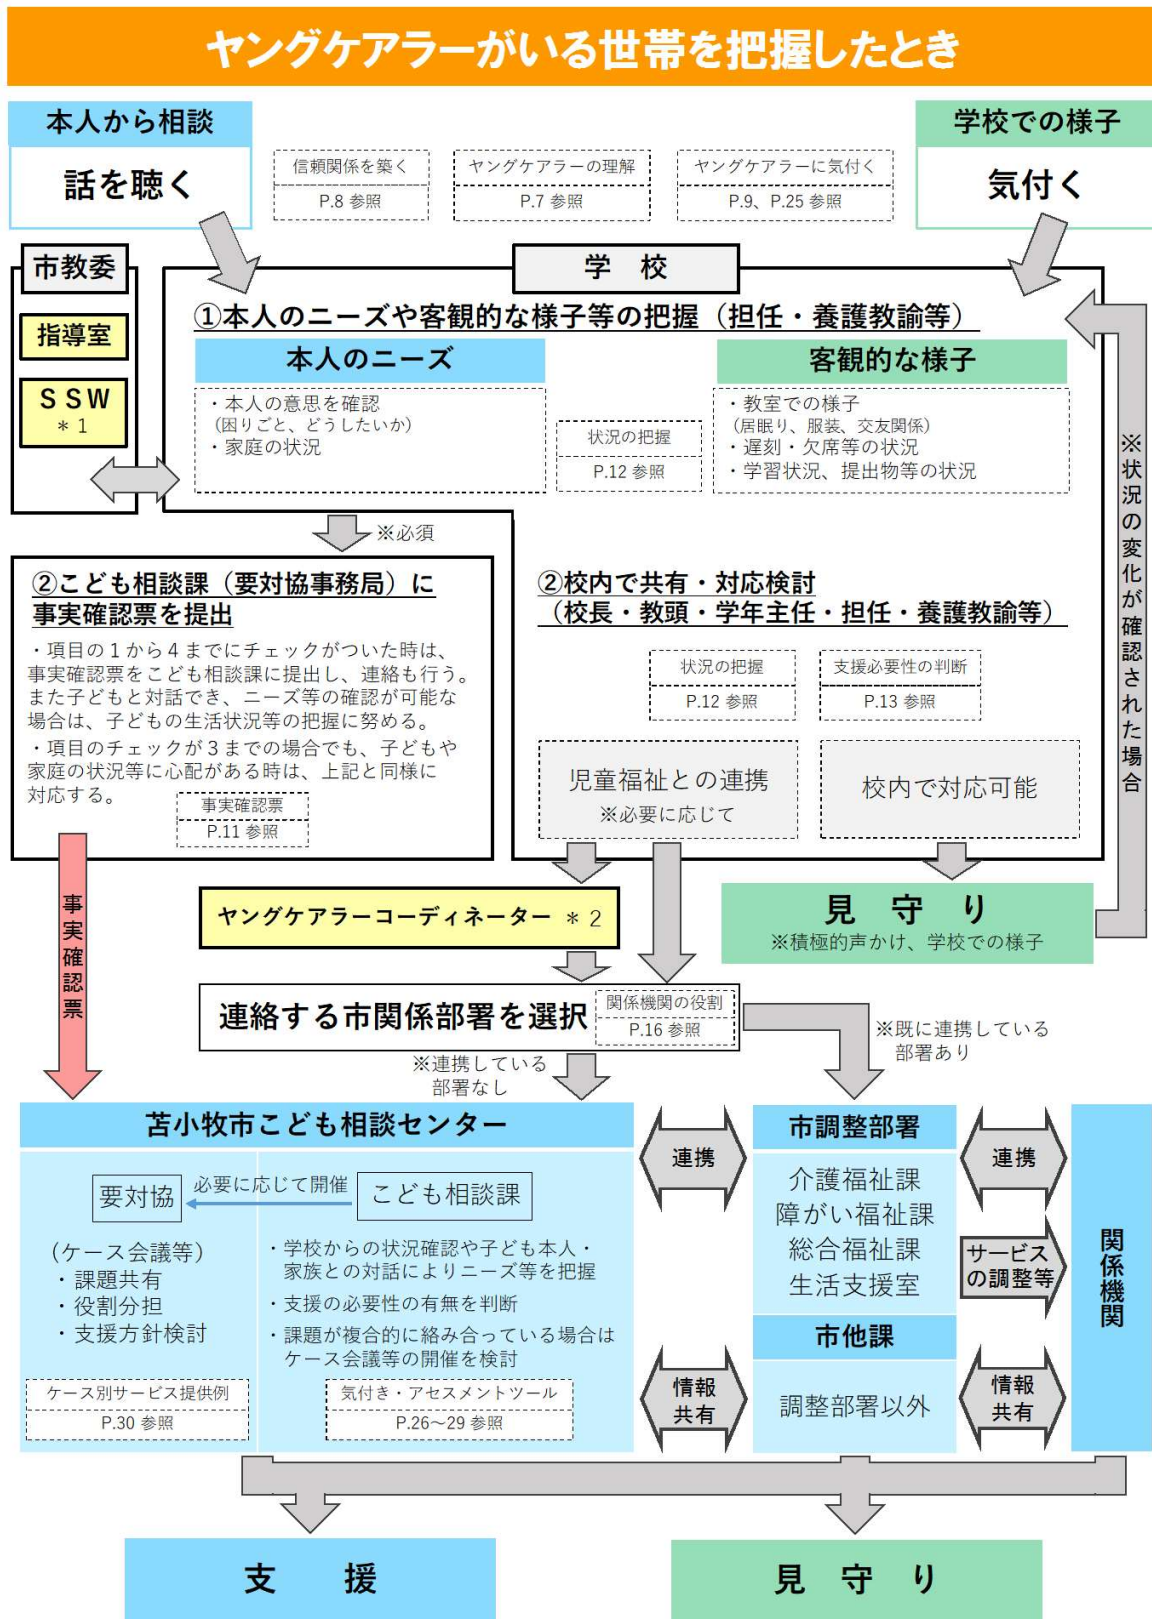 ヤングケアラーがいる世帯を把握したとき
本人から相談
話を聴く
信頼関係を築く
P.8 参照
ヤングケアラーの理解
P.7 参照
ヤングケアラーに気付く
P.9、P.25 参照
学校での様子
気付く
市教委
指導室
SSW
＊1
学　校
①本人のニーズや客観的な様子等の把握（担任・養護教諭等）
本人のニーズ
・本人の意思を確認
（困りごと、どうしたいか）
・家庭の状況
状況の把握
P.12 参照
客観的な様子
・教室での様子
（居眠り、服装、交友関係）
・遅刻・欠席等の状況
・学習状況、提出物等の状況
※状況の変化が確認された場合
※必須
②こども相談課（要対協事務局）に
事実確認票を提出
・項目の１から４までにチェックがついた時は、
事実確認票をこども相談課に提出し、連絡も行う。
また子どもと対話でき、ニーズ等の確認が可能な
場合は、子どもの生活状況等の把握に努める。
・項目のチェックが３までの場合でも、子どもや
家庭の状況等に心配がある時は、上記と同様に
対応する。
事実確認票
P.11 参照
②校内で共有・対応検討
（校長・教頭・学年主任・担任・養護教諭等）
状況の把握
P.12 参照
支援必要性の判断
P.13 参照
児童福祉との連携
※必要に応じて
校内で対応可能
事実確認票
ヤングケアラーコーディネーター ＊2
見　守　り
※積極的声かけ、学校での様子
連絡する市関係部署を選択
関係機関の役割
P.16 参照
※連携している
部署なし
※既に連携している
部署あり
苫小牧市こども相談センター
要対協
必要に応じて開催
こども相談課
（ケース会議等）
・課題共有
・役割分担
・支援方針検討
・学校からの状況確認や子ども本人・
家族との対話によりニーズ等を把握
・支援の必要性の有無を判断
・課題が複合的に絡み合っている場合は
ケース会議等の開催を検討
ケース別サービス提供例
P.30 参照
気付き・アセスメントツール
P.26～29 参照
連携
情報
共有
市調整部署
介護福祉課
障がい福祉課
総合福祉課
生活支援室
市他課
調整部署以外
連携
サービス
の調整等
情報
共有
関係機関
支　　援
見　守　り